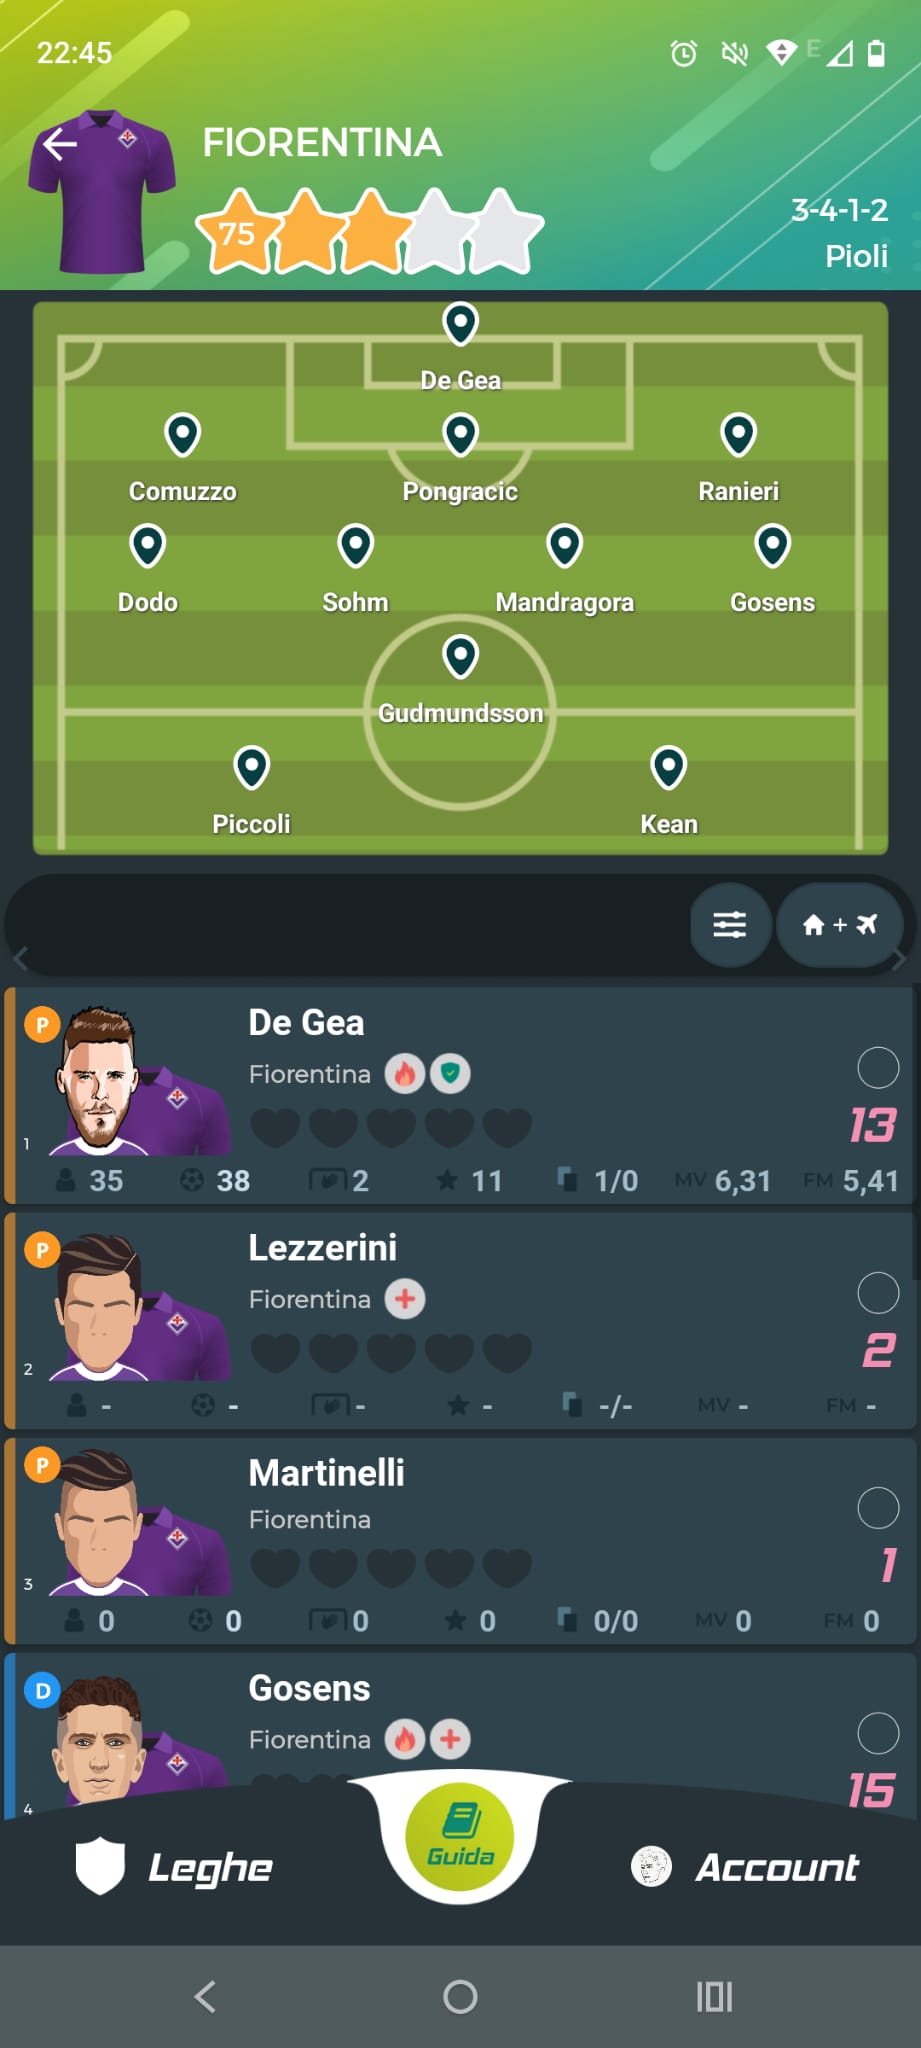 22:45
E
FIORENTINA
75
3-4-1-2
Pioli
De Gea
Comuzzo Pongracic Ranieri
Dodo Sohm Mandragora Gosens
Gudmundsson
Piccoli Kean
+
P De Gea
Fiorentina
1 13
35 38 2 11 1/0 MV 6,31 FM 5,41
P Lezzerini
Fiorentina
2 2
- - - - -/- MV - FM -
P Martinelli
Fiorentina
3 1
0 0 0 0 0/0 MV 0 FM 0
D Gosens
Fiorentina
4 15
Leghe Guida Account